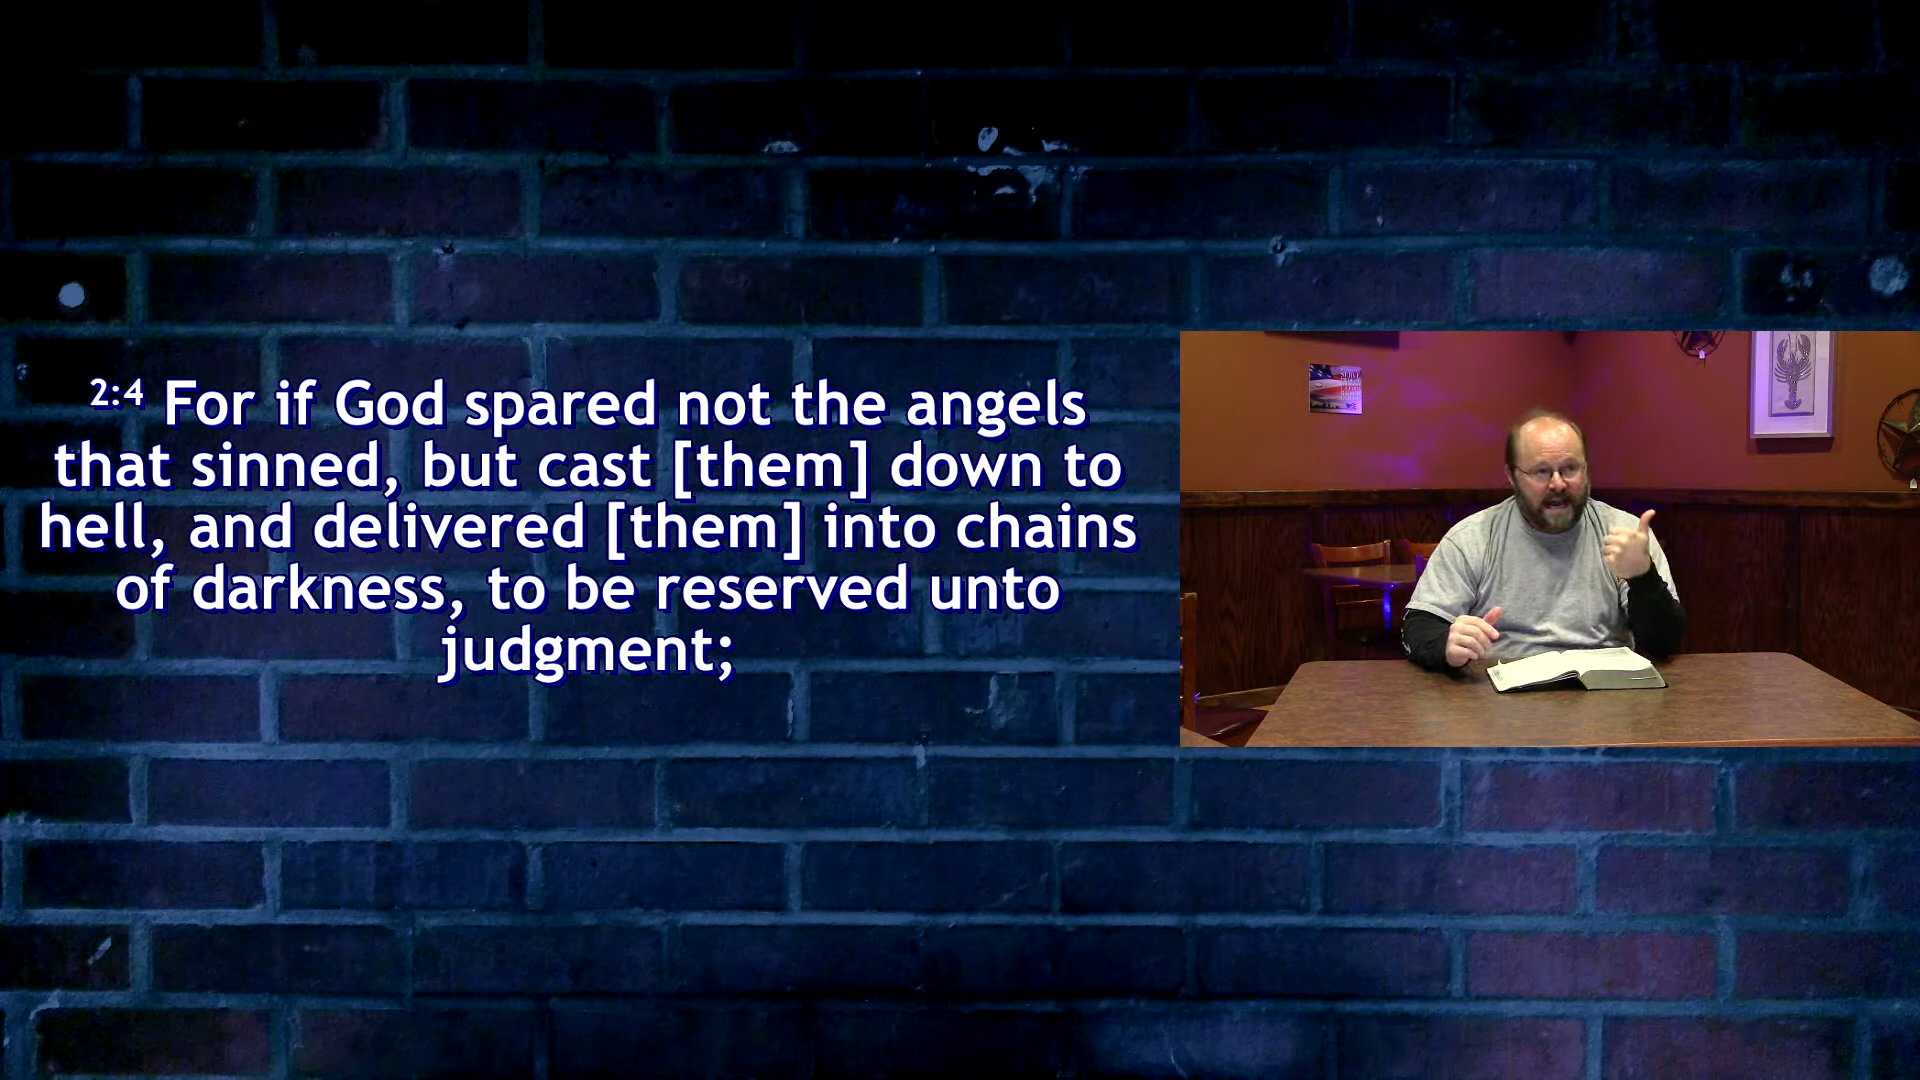 2:4 For if God spared not the angels
that sinned, but cast [them] down to
hell, and delivered [them] into chains
of darkness, to be reserved unto
judgment;